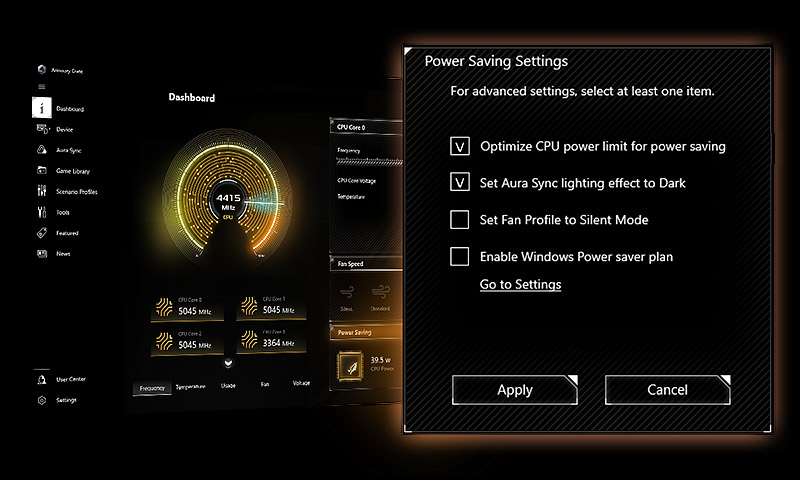 Armoury Crate
Dashboard
Device
Aura Sync
Game Library
Scenario Profiles
Tools
Featured
News
User Center
Settings
Dashboard
4415
MHz
CPU
CPU Core 0
5045 MHz
CPU Core 1
5045 MHz
CPU Core 2
5045 MHz
CPU Core 3
3364 MHz
Frequency
Temperature
Usage
Fan
Voltage
CPU Core 0
Frequency
CPU Core Voltage
Temperature
Fan Speed
Silent
Standard
Power Saving
39.5 w
CPU Power
Power Saving Settings
For advanced settings, select at least one item.
V Optimize CPU power limit for power saving
V Set Aura Sync lighting effect to Dark
Set Fan Profile to Silent Mode
Enable Windows Power saver plan
Go to Settings
Apply
Cancel